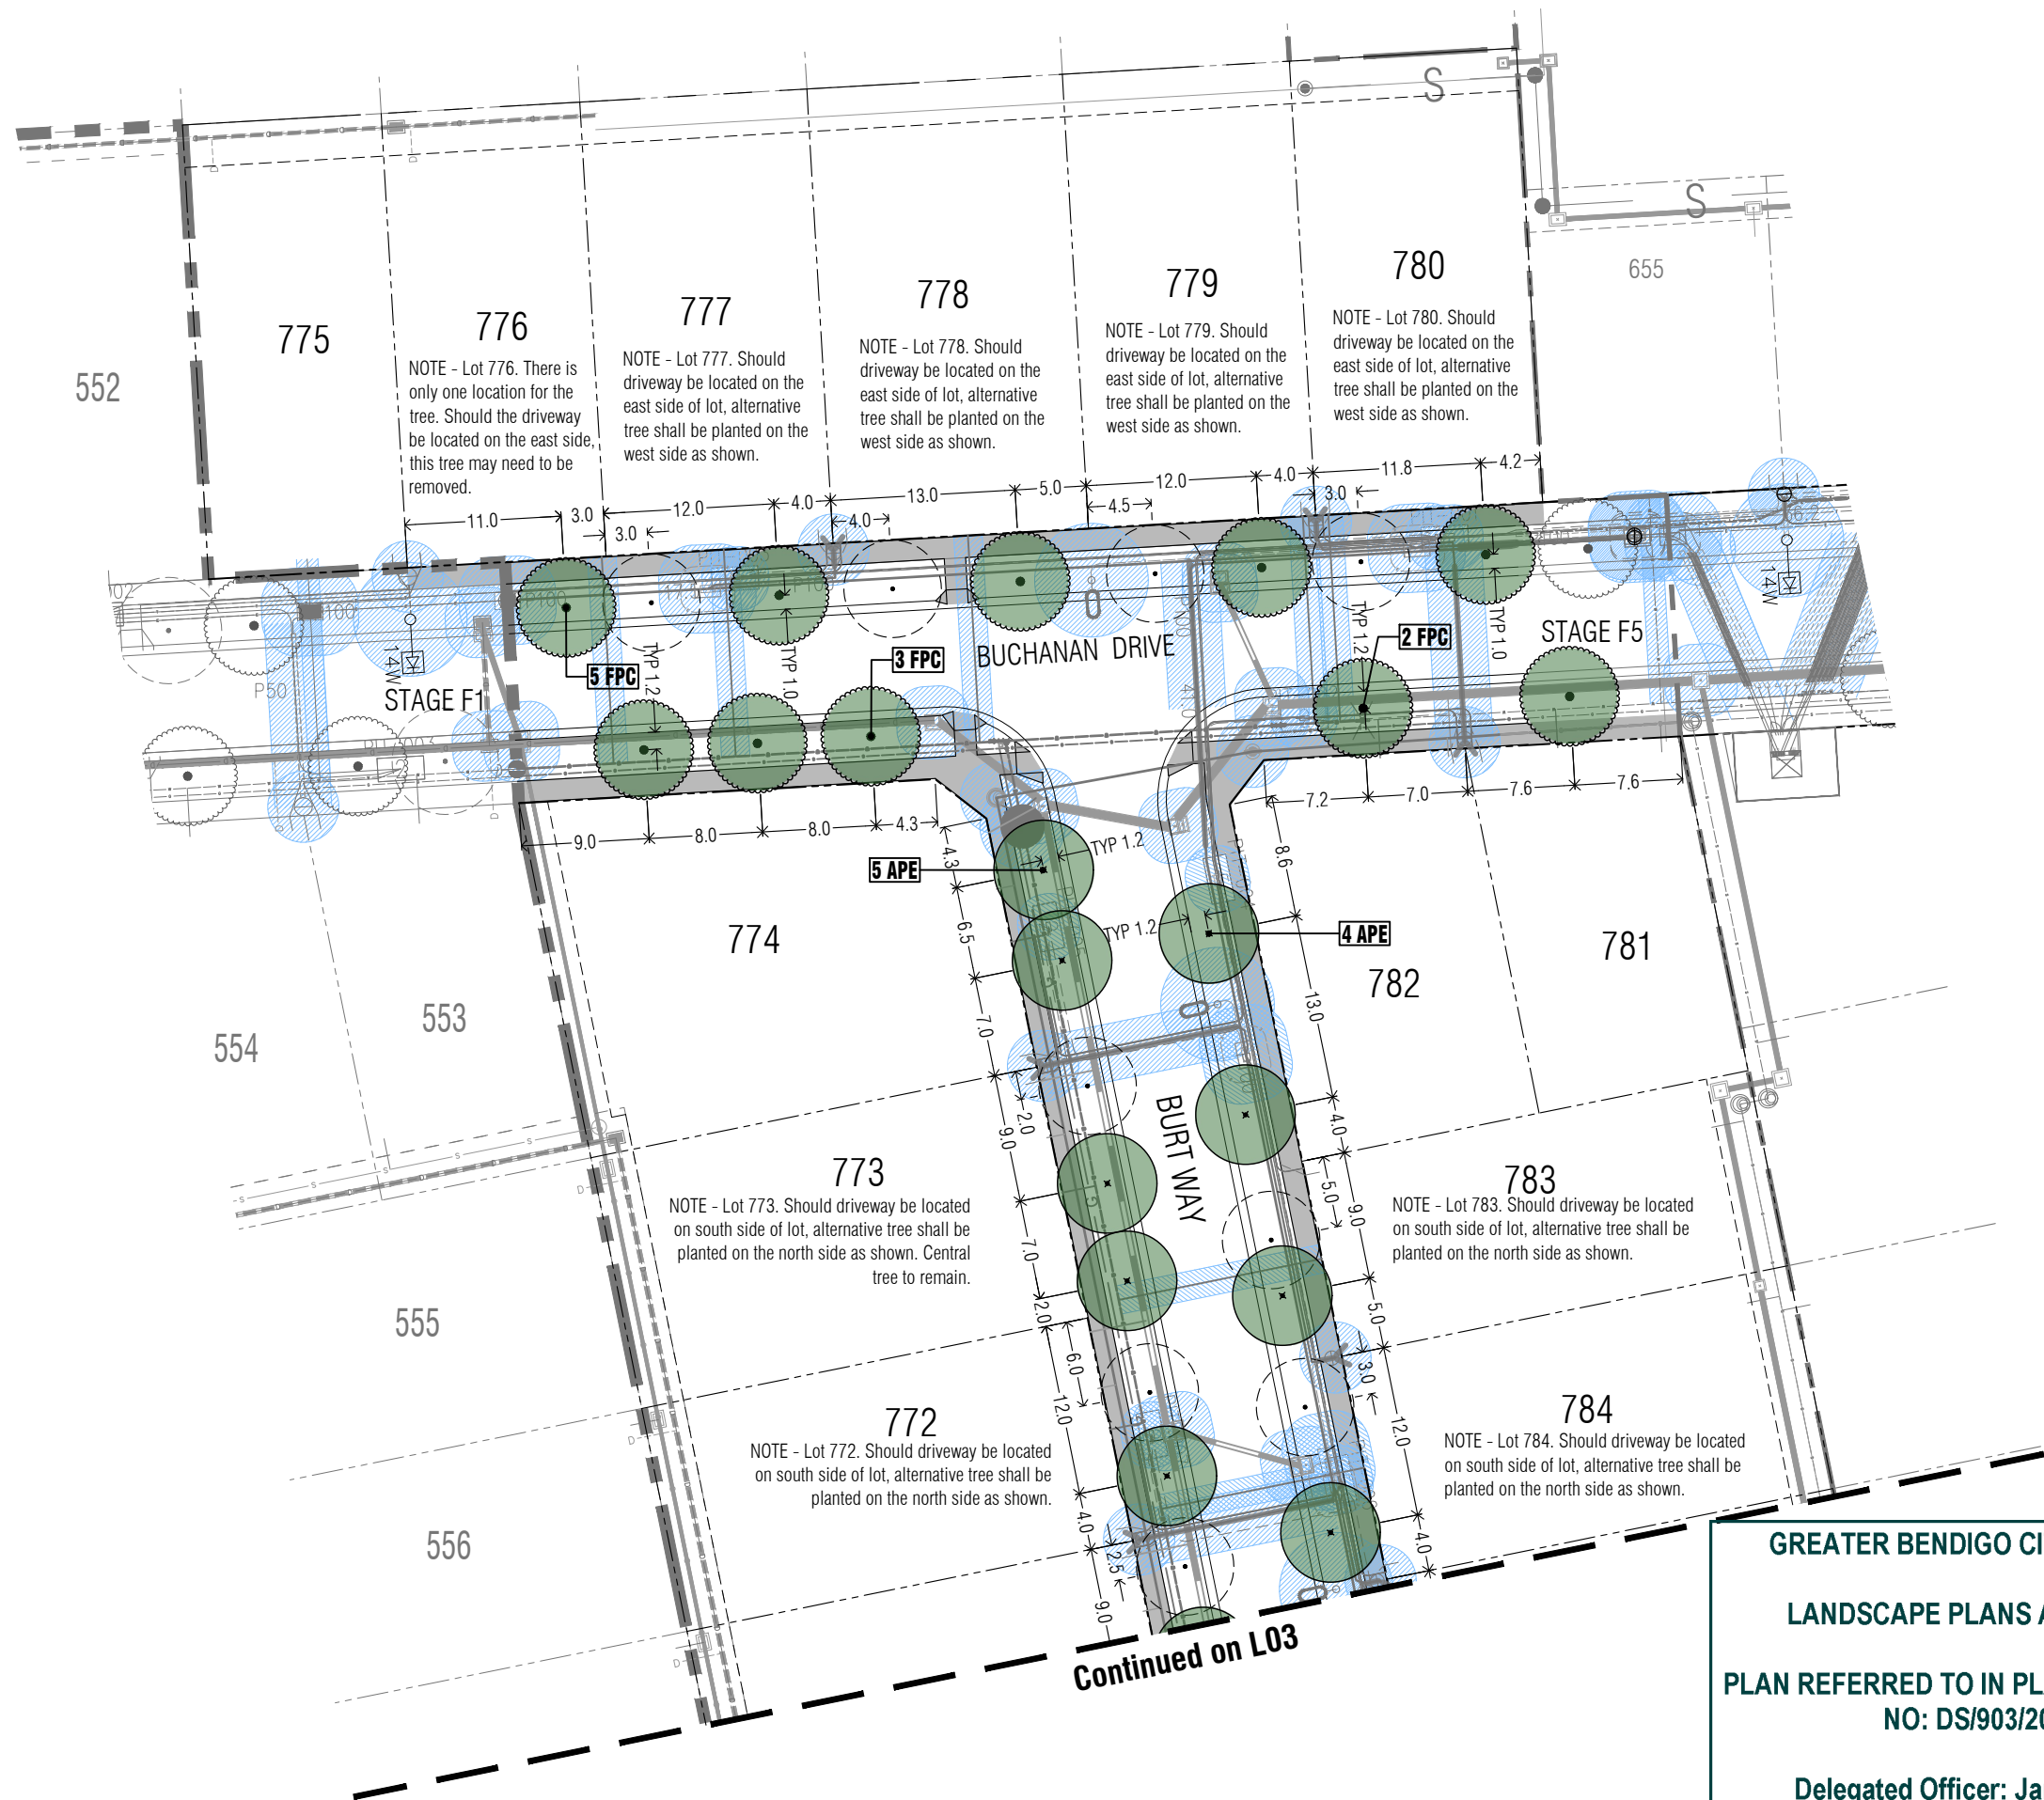 S
S
655
552
775
776
NOTE - Lot 776. There is
only one location for the
tree. Should the driveway
be located on the east side,
this tree may need to be
removed.
777
NOTE - Lot 777. Should
driveway be located on the
east side of lot, alternative
tree shall be planted on the
west side as shown.
778
NOTE - Lot 778. Should
driveway be located on the
east side of lot, alternative
tree shall be planted on the
west side as shown.
779
NOTE - Lot 779. Should
driveway be located on the
east side of lot, alternative
tree shall be planted on the
west side as shown.
780
NOTE - Lot 780. Should
driveway be located on the
east side of lot, alternative
tree shall be planted on the
west side as shown.
11.0
3.0
3.0
12.0
4.0
4.0
13.0
5.0
4.5
12.0
4.0
3.0
11.8
4.2
14W
STAGE F1
P50
5 FPC
TYP 1.2
TYP 1.0
3 FPC
BUCHANAN DRIVE
TYP 1.2
2 FPC
TYP 1.0
STAGE F5
14W
9.0
8.0
8.0
4.3
7.2
7.0
7.6
7.6
4.3
6.5
7.0
2.0
9.0
7.0
2.0
6.0
12.0
4.0
2.5
9.0
5 APE
TYP 1.2
TYP 1.2
4 APE
8.6
13.0
4.0
5.0
9.0
5.0
3.0
12.0
4.0
774
782
781
553
554
BURT WAY
773
NOTE - Lot 773. Should driveway be located
on south side of lot, alternative tree shall be
planted on the north side as shown. Central
tree to remain.
783
NOTE - Lot 783. Should driveway be located
on south side of lot, alternative tree shall be
planted on the north side as shown.
555
772
NOTE - Lot 772. Should driveway be located
on south side of lot, alternative tree shall be
planted on the north side as shown.
784
NOTE - Lot 784. Should driveway be located
on south side of lot, alternative tree shall be
planted on the north side as shown.
556
Continued on L03
GREATER BENDIGO CI
LANDSCAPE PLANS A
PLAN REFERRED TO IN PL
NO: DS/903/20
Delegated Officer: Ja